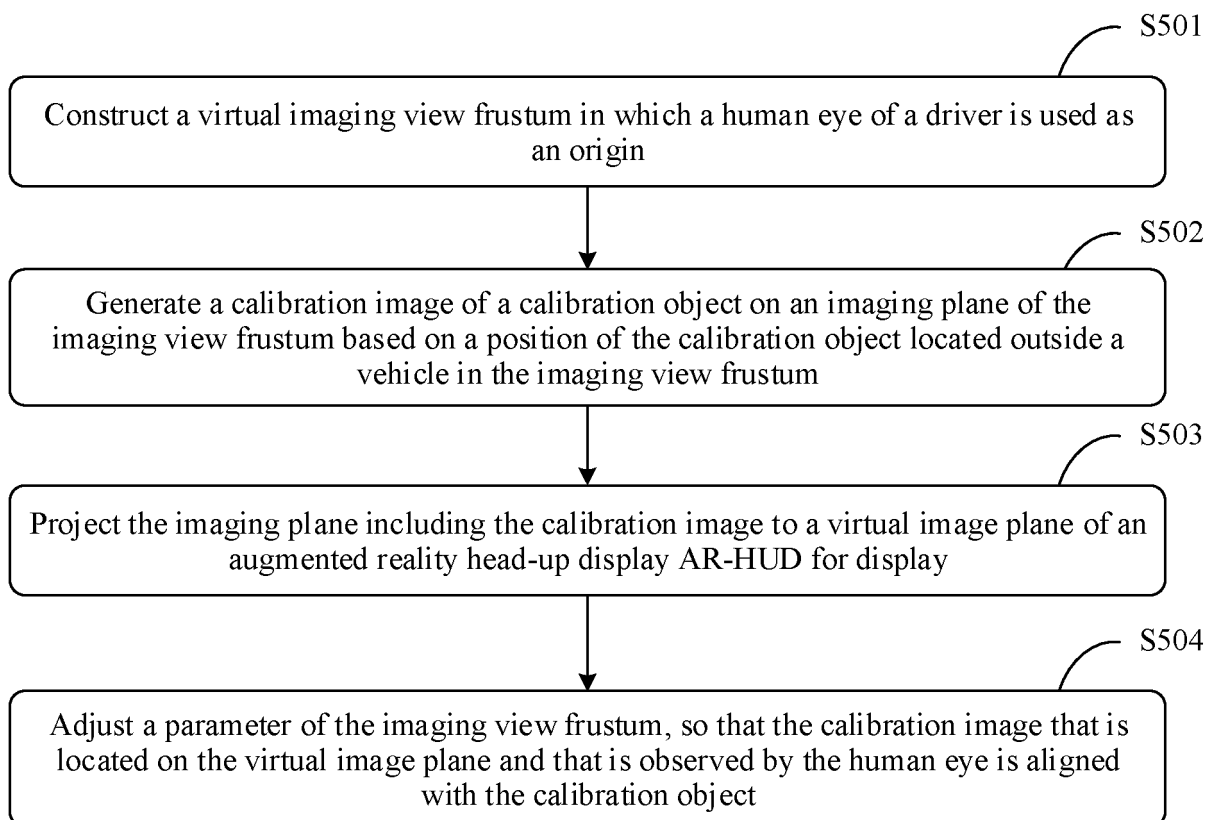 S501
Construct a virtual imaging view frustum in which a human eye of a driver is used as
an origin
S502
Generate a calibration image of a calibration object on an imaging plane of the
imaging view frustum based on a position of the calibration object located outside a
vehicle in the imaging view frustum
S503
Project the imaging plane including the calibration image to a virtual image plane of an
augmented reality head-up display AR-HUD for display
S504
Adjust a parameter of the imaging view frustum, so that the calibration image that is
located on the virtual image plane and that is observed by the human eye is aligned
with the calibration object